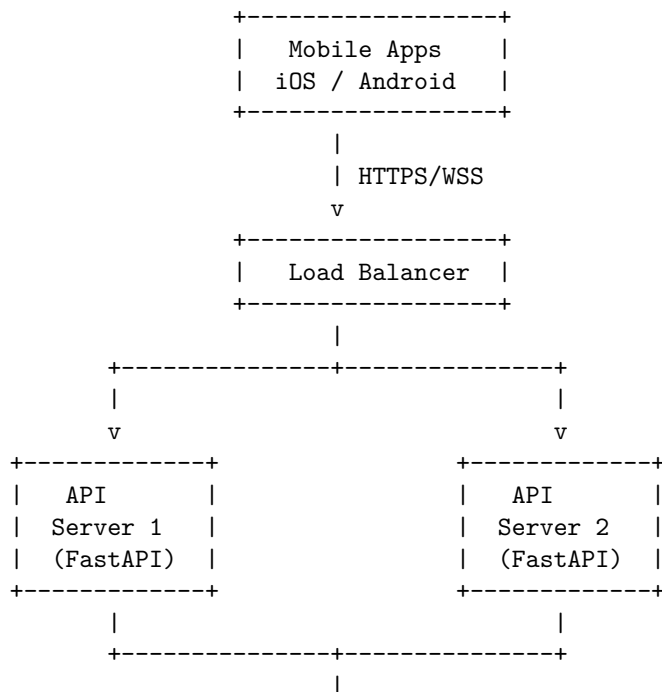 Mobile Apps
iOS / Android
HTTPS/WSS
Load Balancer
API
Server 1
(FastAPI)
API
Server 2
(FastAPI)